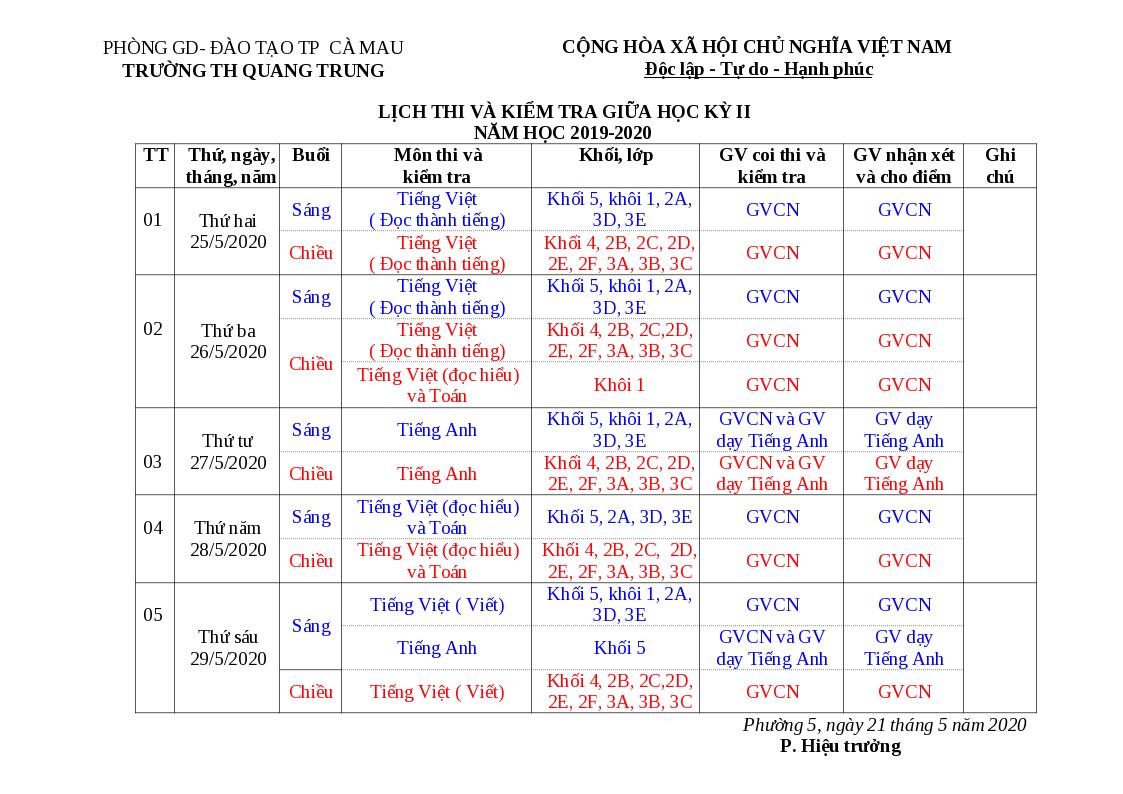 PHÒNG GD- ĐÀO TẠO TP CÀ MAU
TRƯỜNG TH QUANG TRUNG
CỘNG HÒA XÃ HỘI CHỦ NGHĨA VIỆT NAM
Độc lập - Tự do - Hạnh phúc
LỊCH THI VÀ KIỂM TRA GIỮA HỌC KỲ II
NĂM HỌC 2019-2020
TT
Thứ, ngày,
tháng, năm
Buổi
Môn thi và
kiểm tra
Khối, lớp
GV coi thi và
kiểm tra
GV nhận xét
và cho điểm
Ghi
chú
01
Thứ hai
25/5/2020
Sáng
Tiếng Việt
( Đọc thành tiếng)
Khối 5, khôi 1, 2A,
3D, 3E
GVCN
GVCN
Chiều
Tiếng Việt
( Đọc thành tiếng)
Khối 4, 2B, 2C, 2D,
2E, 2F, 3A, 3B, 3C
GVCN
GVCN
02
Thứ ba
26/5/2020
Sáng
Tiếng Việt
( Đọc thành tiếng)
Khối 5, khôi 1, 2A,
3D, 3E
GVCN
GVCN
Chiều
Tiếng Việt
( Đọc thành tiếng)
Khối 4, 2B, 2C,2D,
2E, 2F, 3A, 3B, 3C
GVCN
GVCN
Tiếng Việt (đọc hiểu)
và Toán
Khôi 1
GVCN
GVCN
03
Thứ tư
27/5/2020
Sáng
Tiếng Anh
Khối 5, khôi 1, 2A,
3D, 3E
GVCN và GV
dạy Tiếng Anh
GV dạy
Tiếng Anh
Chiều
Tiếng Anh
Khối 4, 2B, 2C, 2D,
2E, 2F, 3A, 3B, 3C
GVCN và GV
dạy Tiếng Anh
GV dạy
Tiếng Anh
04
Thứ năm
28/5/2020
Sáng
Tiếng Việt (đọc hiểu)
và Toán
Khối 5, 2A, 3D, 3E
GVCN
GVCN
Chiều
Tiếng Việt (đọc hiểu)
và Toán
Khối 4, 2B, 2C, 2D,
2E, 2F, 3A, 3B, 3C
GVCN
GVCN
05
Thứ sáu
29/5/2020
Sáng
Tiếng Việt ( Viết)
Khối 5, khôi 1, 2A,
3D, 3E
GVCN
GVCN
Tiếng Anh
Khối 5
GVCN và GV
dạy Tiếng Anh
GV dạy
Tiếng Anh
Chiều
Tiếng Việt ( Viết)
Khối 4, 2B, 2C,2D,
2E, 2F, 3A, 3B, 3C
GVCN
GVCN
Phường 5, ngày 21 tháng 5 năm 2020
P. Hiệu trưởng